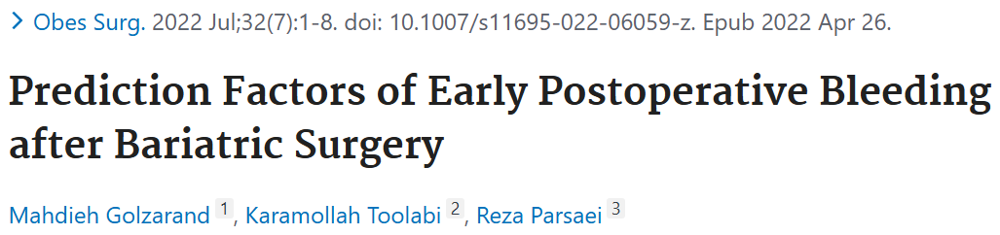 Obes Surg. 2022 Jul;32(7):1-8. doi: 10.1007/s11695-022-06059-z. Epub 2022 Apr 26.
Prediction Factors of Early Postoperative Bleeding
after Bariatric Surgery
Mahdieh Golzarand 1, Karamollah Toolabi 2, Reza Parsaei 3